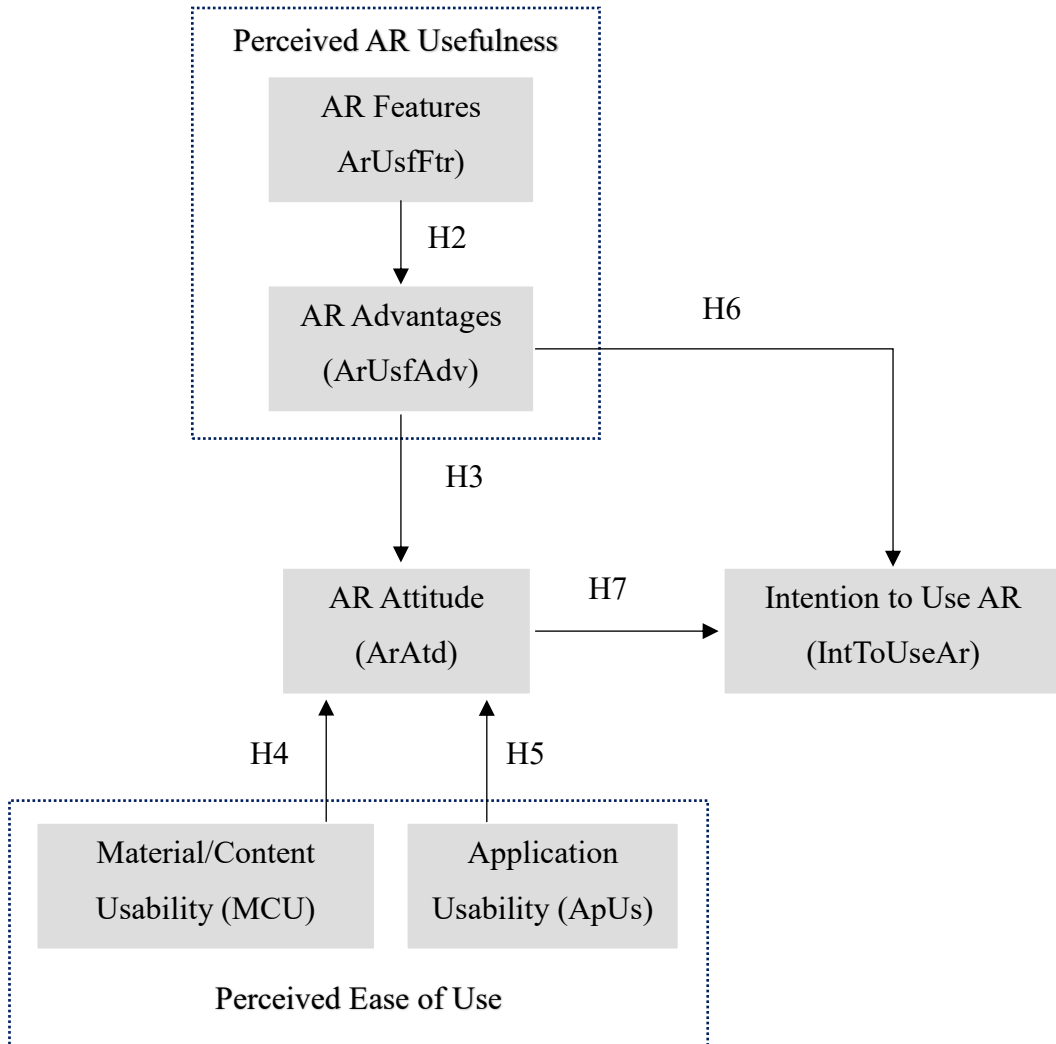 Perceived AR Usefulness
AR Features
ArUsfFtr)
H2
AR Advantages
(ArUsfAdv)
H6
H3
AR Attitude
(ArAtd)
H7
Intention to Use AR
(IntToUseAr)
H4
H5
Material/Content
Usability (MCU)
Application
Usability (ApUs)
Perceived Ease of Use